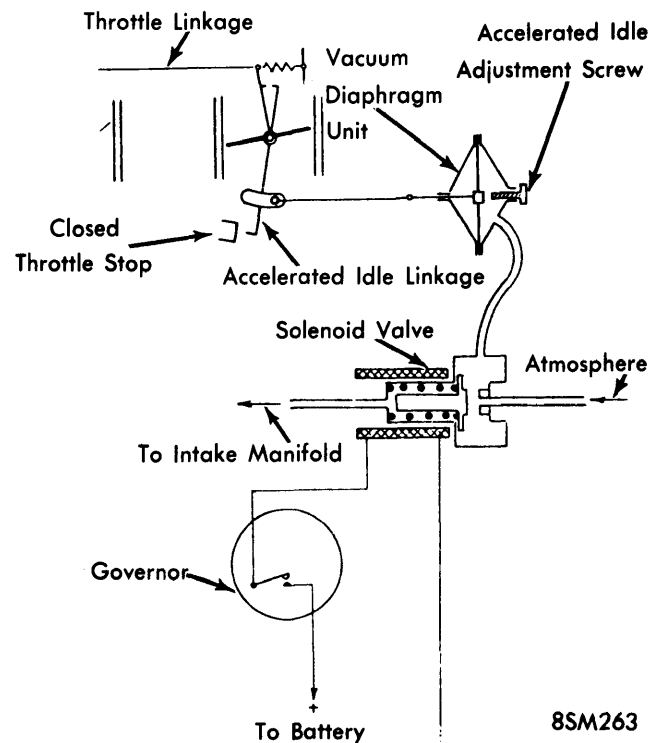 Throttle Linkage
Accelerated Idle
Adjustment Screw
Vacuum
Diaphragm
Unit
Closed
Throttle Stop
Accelerated Idle Linkage
Solenoid Valve
Atmosphere
To Intake Manifold
Governor
+
To Battery
8SM263